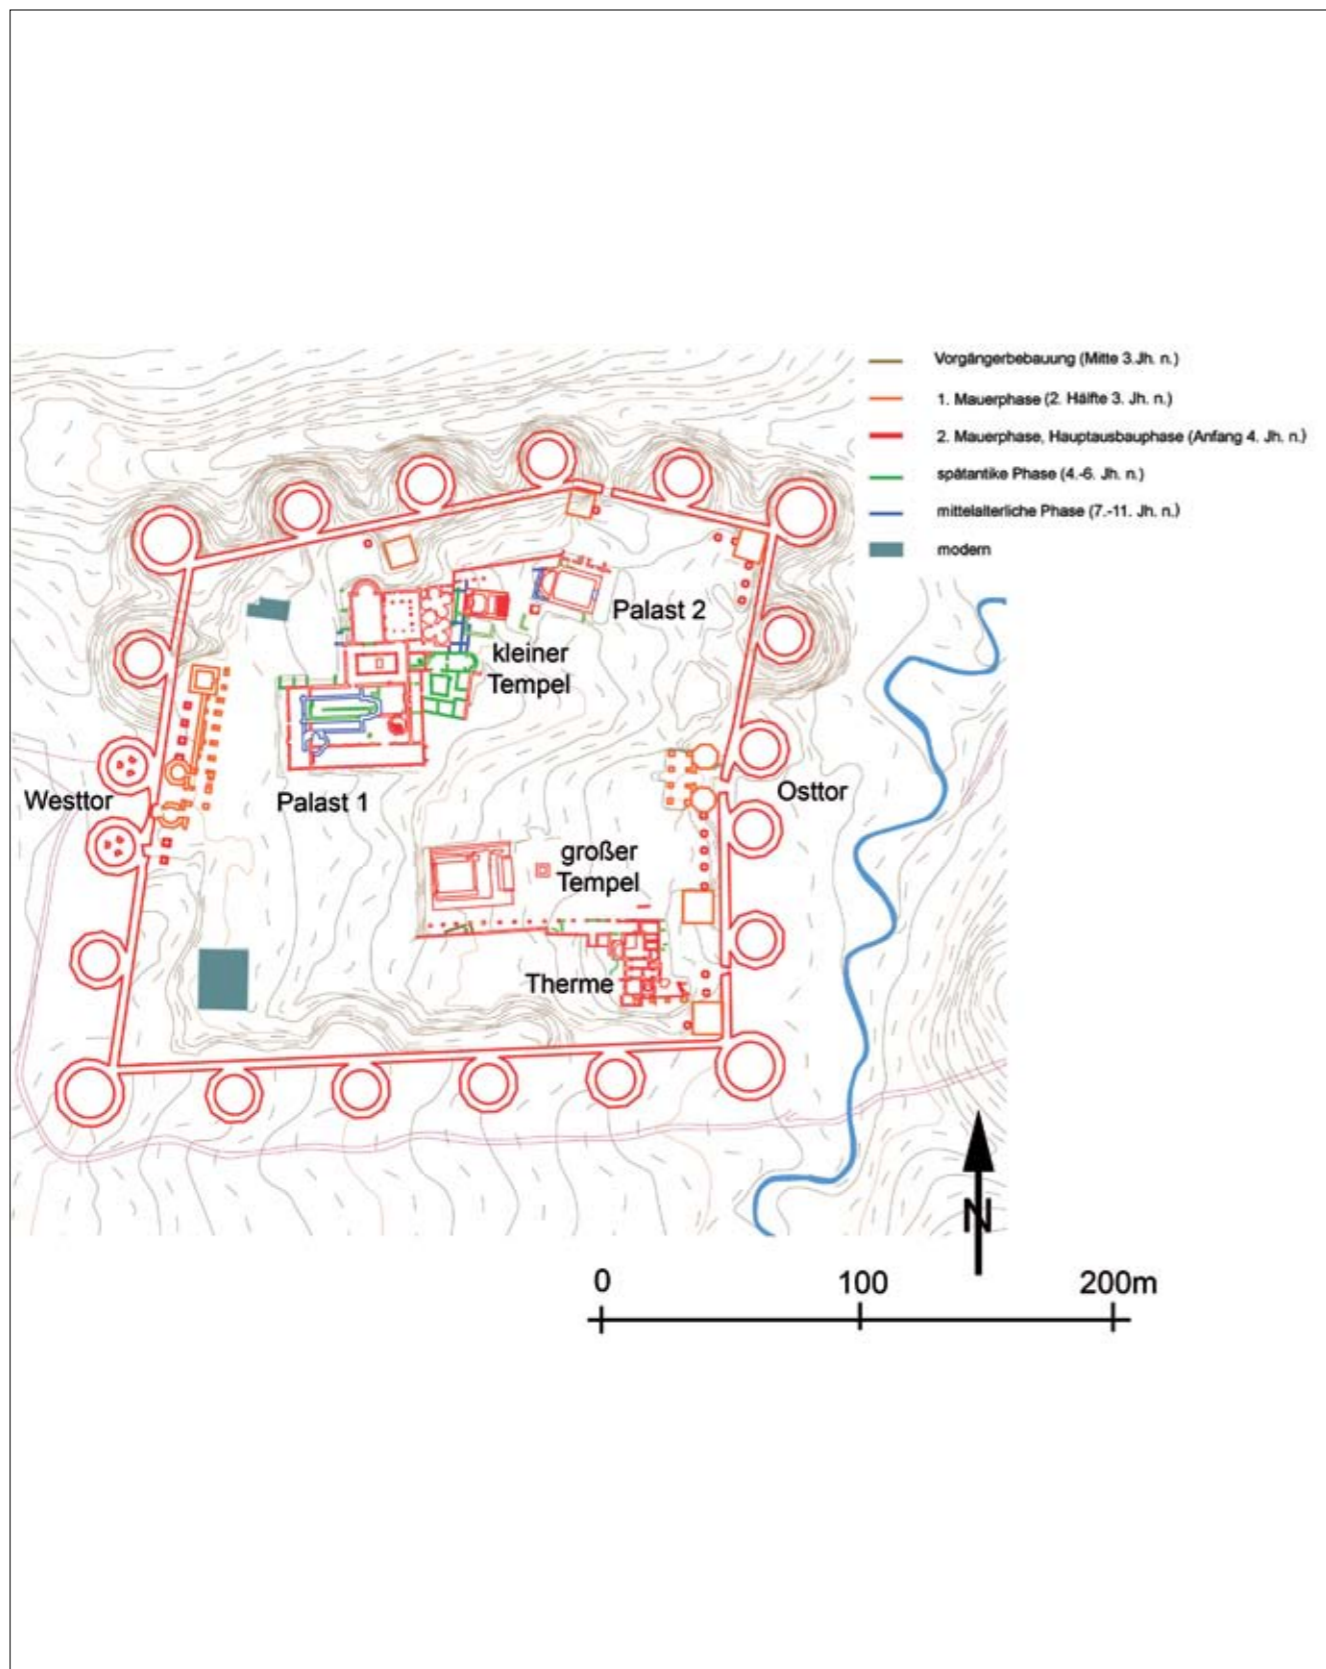 Vorgängerbebauung (Mitte 3.Jh. n.)
1. Mauerphase (2. Hälfte 3. Jh. n.)
2. Mauerphase, Hauptausbauphase (Anfang 4. Jh. n.)
spätantike Phase (4.-6. Jh. n.)
mittelalterliche Phase (7.-11. Jh. n.)
modern
Palast 2
kleiner
Tempel
Westtor
Palast 1
Osttor
großer
Tempel
Therme
N
0 100 200m